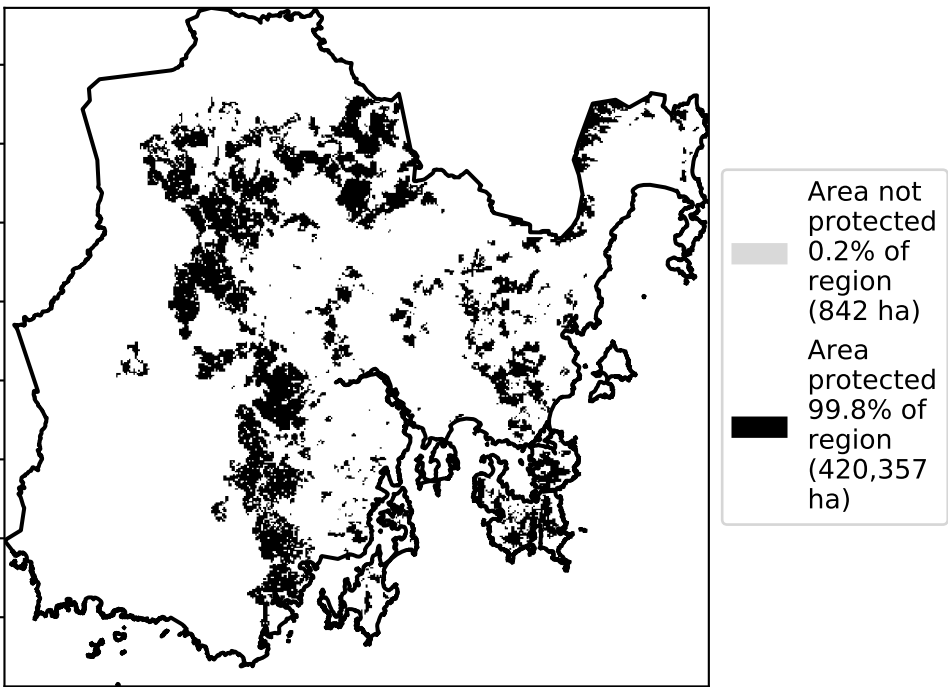 Area not
protected
0.2% of
region
(842 ha)
Area
protected
99.8% of
region
(420,357
ha)